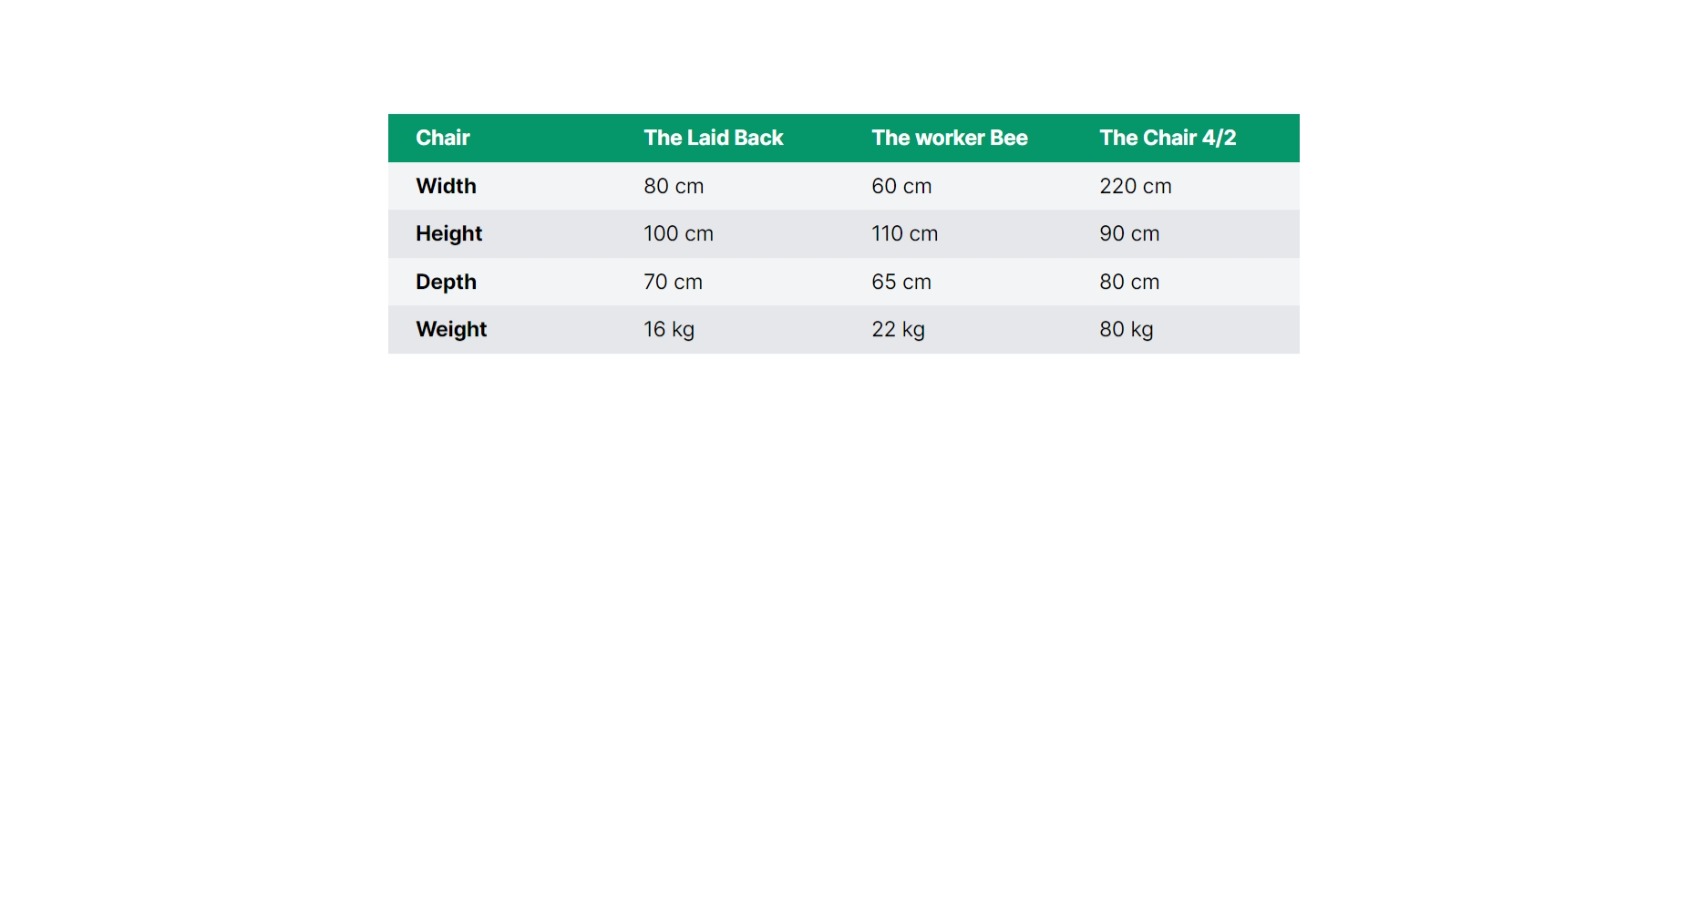 Chair The Laid Back The worker Bee The Chair 4/2
Width 80 cm 60 cm 220 cm
Height 100 cm 110 cm 90 cm
Depth 70 cm 65 cm 80 cm
Weight 16 kg 22 kg 80 kg